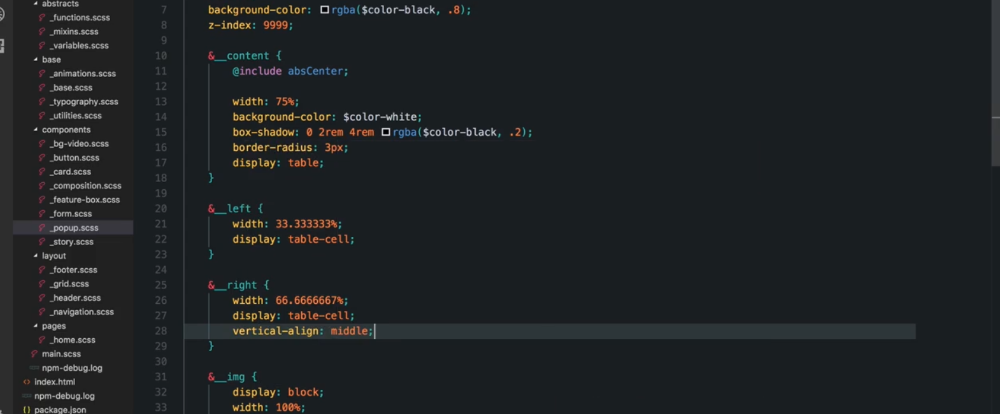 abstracts
_functions.scss
_mixins.scss
_variables.scss
base
_animations.scss
_base.scss
_typography.scss
_utilities.scss
components
_bg-video.scss
_button.scss
_card.scss
_composition.scss
_feature-box.scss
_form.scss
_popup.scss
_story.scss
layout
_footer.scss
_grid.scss
_header.scss
_navigation.scss
pages
_home.scss
main.scss
npm-debug.log
<> index.html
npm-debug.log
{} package.json
7 background-color: rgba($color-black, .8);
8 z-index: 9999;
9
10 &__content {
11 @include absCenter;
12
13 width: 75%;
14 background-color: $color-white;
15 box-shadow: 0 2rem 4rem rgba($color-black, .2);
16 border-radius: 3px;
17 display: table;
18 }
19
20 &__left {
21 width: 33.333333%;
22 display: table-cell;
23 }
24
25 &__right {
26 width: 66.6666667%;
27 display: table-cell;
28 vertical-align: middle;
29 }
30
31 &__img {
32 display: block;
33 width: 100%;